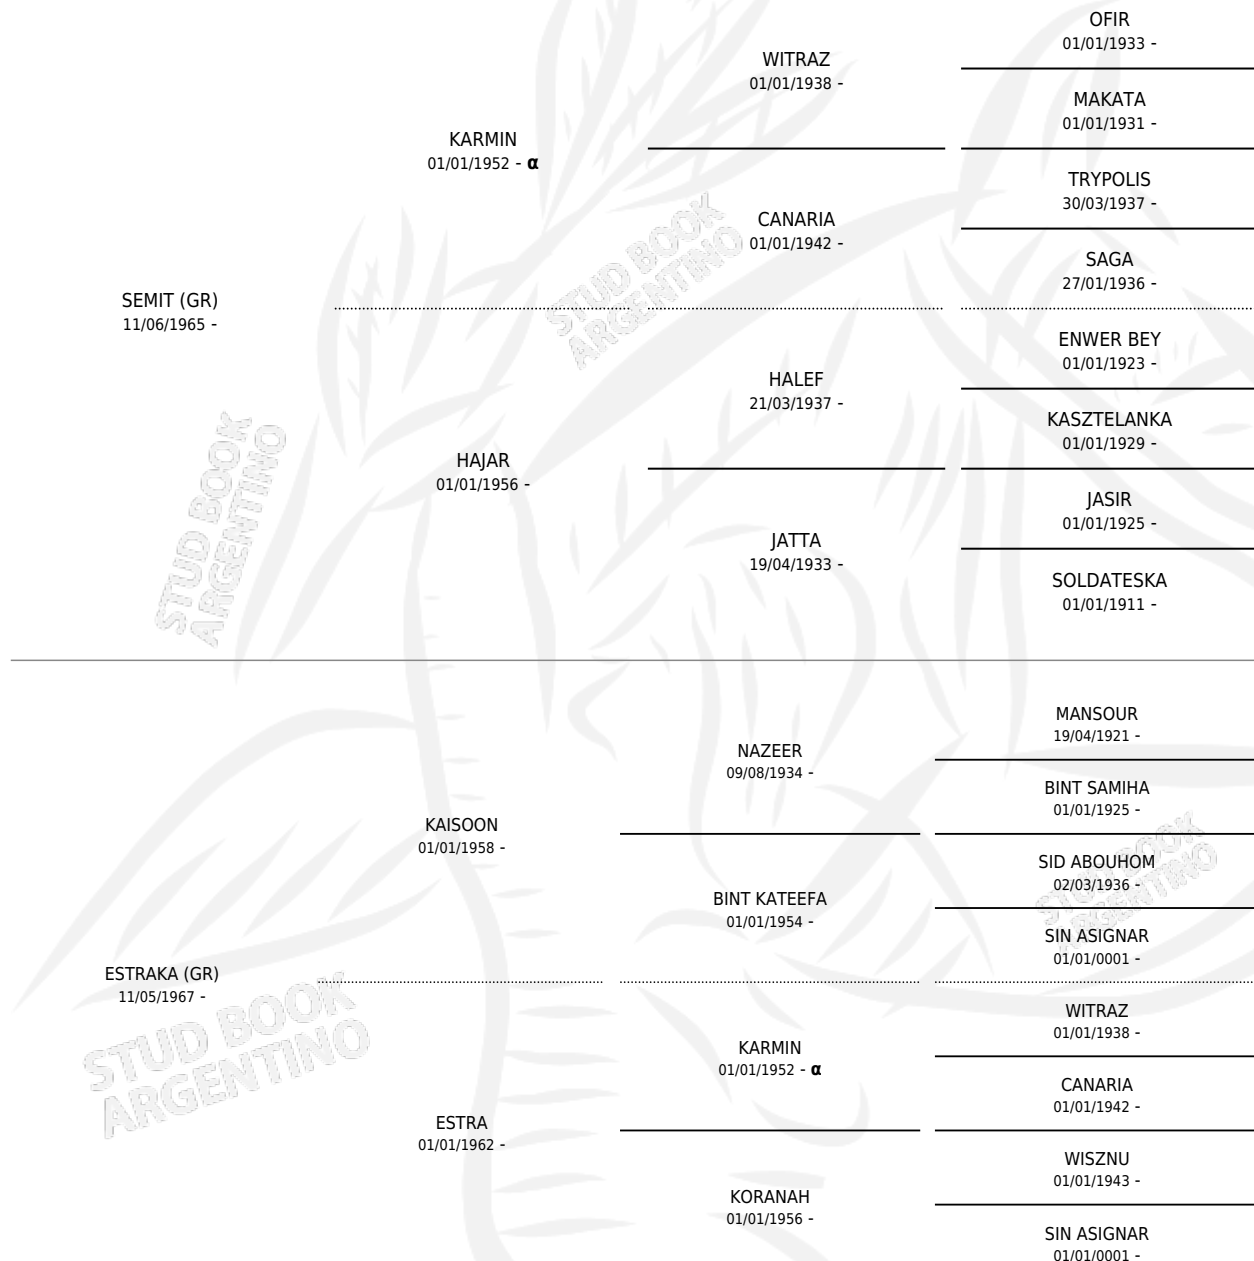 OFIR
01/01/1933 -
WITRAZ
01/01/1938 -
MAKATA
01/01/1931 -
KARMIN
01/01/1952 - α
TRYPOLIS
30/03/1937 -
CANARIA
01/01/1942 -
SAGA
27/01/1936 -
SEMIT (GR)
11/06/1965 -
ENWER BEY
01/01/1923 -
HALEF
21/03/1937 -
KASZTELANKA
01/01/1929 -
HAJAR
01/01/1956 -
JASIR
01/01/1925 -
JATTA
19/04/1933 -
SOLDATESKA
01/01/1911 -
MANSOUR
19/04/1921 -
NAZEER
09/08/1934 -
BINT SAMIHA
01/01/1925 -
KAISOON
01/01/1958 -
SID ABOUHOM
02/03/1936 -
BINT KATEEFA
01/01/1954 -
SIN ASIGNAR
01/01/0001 -
ESTRAKA (GR)
11/05/1967 -
WITRAZ
01/01/1938 -
KARMIN
01/01/1952 - α
CANARIA
01/01/1942 -
ESTRA
01/01/1962 -
WISZNU
01/01/1943 -
KORANAH
01/01/1956 -
SIN ASIGNAR
01/01/0001 -
STUD BOOK
ARGENTINO
STUD BOOK
ARGENTINO
STUD BOOK
ARGENTINO
STUD BOOK
ARGENTINO